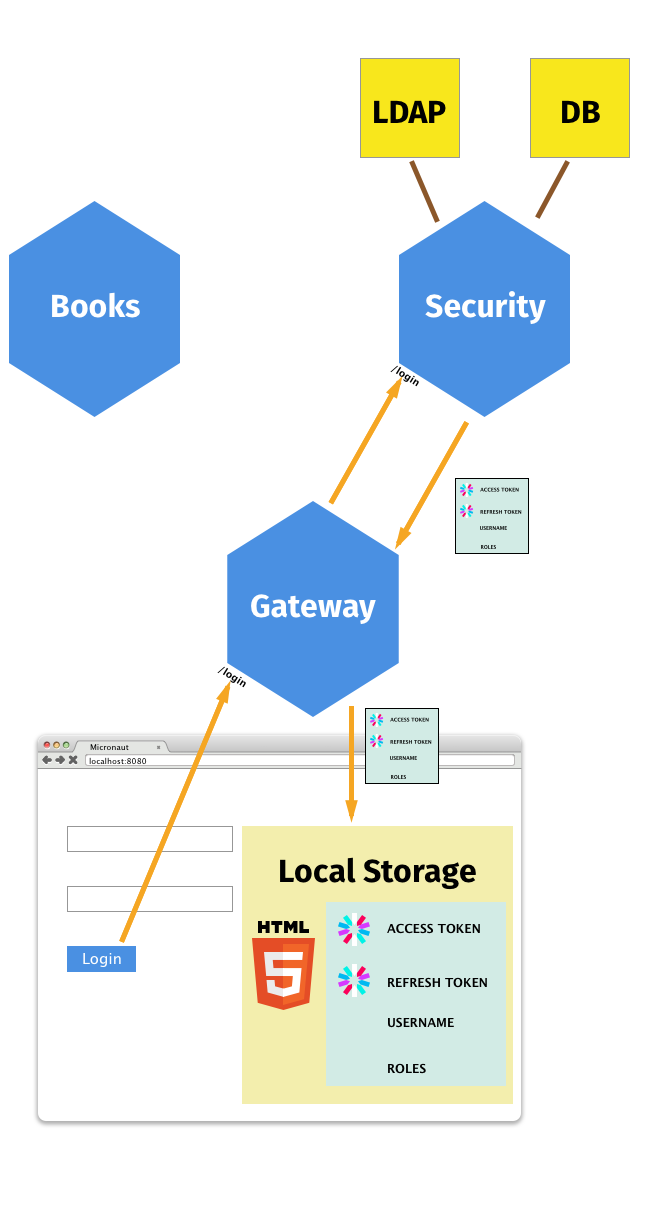 LDAP
DB
Books
Security
/login
ACCESS TOKEN
REFRESH TOKEN
USERNAME
ROLES
Gateway
/login
ACCESS TOKEN
REFRESH TOKEN
USERNAME
ROLES
Micronaut
localhost:8080
Local Storage
HTML
5
ACCESS TOKEN
REFRESH TOKEN
USERNAME
ROLES
Login